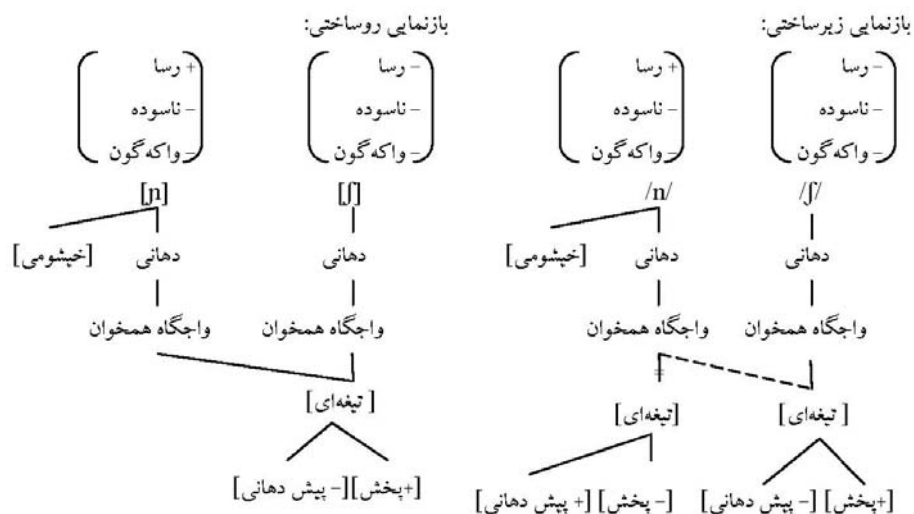 بازنمایی زیرساختی: بازنمایی روساختی:
– رسا + رسا – رسا + رسا
– ناسوده – ناسوده – ناسوده – ناسوده
– واکه‌گون – واکه‌گون – واکه‌گون – واکه‌گون
/ʃ/ /n/ [ʃ] [ɲ]
دهانی دهانی [خیشومی] دهانی دهانی [خیشومی]
واجگاه همخوان واجگاه همخوان واجگاه همخوان واجگاه همخوان
[تیغه‌ای] [تیغه‌ای] [تیغه‌ای]
[+پخش] [– پیش دهانی] [– پخش] [+ پیش دهانی] [+پخش] [– پیش دهانی]